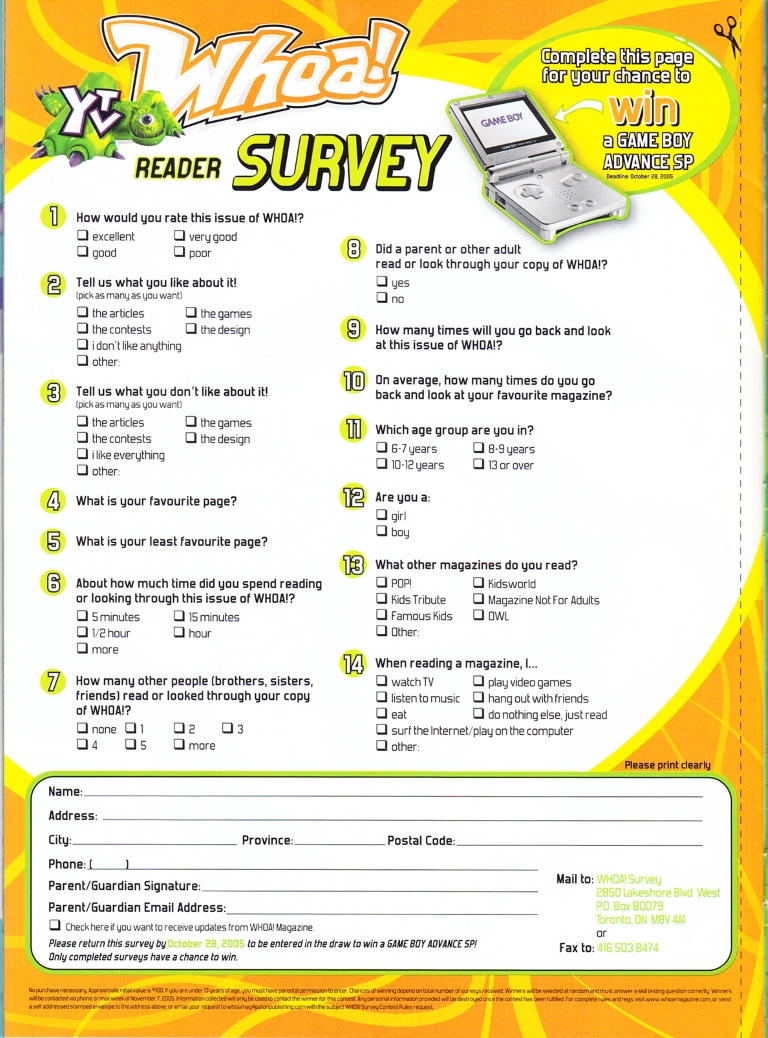 YTV
Whoa!
READER SURVEY
Complete this page
for your chance to
win
a GAME BOY
ADVANCE SP
Deadline: October 28, 2005
GAME BOY
1 How would you rate this issue of WHOA!?
❑ excellent ❑ very good
❑ good ❑ poor
2 Tell us what you like about it!
(pick as many as you want)
❑ the articles ❑ the games
❑ the contests ❑ the design
❑ i don't like anything
❑ other:
3 Tell us what you don't like about it!
(pick as many as you want)
❑ the articles ❑ the games
❑ the contests ❑ the design
❑ i like everything
❑ other:
4 What is your favourite page?
5 What is your least favourite page?
6 About how much time did you spend reading
or looking through this issue of WHOA!?
❑ 5 minutes ❑ 15 minutes
❑ 1/2 hour ❑ hour
❑ more
7 How many other people (brothers, sisters,
friends) read or looked through your copy
of WHOA!?
❑ none ❑ 1 ❑ 2 ❑ 3
❑ 4 ❑ 5 ❑ more
8 Did a parent or other adult
read or look through your copy of WHOA!?
❑ yes
❑ no
9 How many times will you go back and look
at this issue of WHOA!?
10 On average, how many times do you go
back and look at your favourite magazine?
11 Which age group are you in?
❑ 6-7 years ❑ 8-9 years
❑ 10-12 years ❑ 13 or over
12 Are you a:
❑ girl
❑ boy
13 What other magazines do you read?
❑ POP! ❑ Kidsworld
❑ Kids Tribute ❑ Magazine Not For Adults
❑ Famous Kids ❑ OWL
❑ Other:
14 When reading a magazine, I...
❑ watch TV ❑ play video games
❑ listen to music ❑ hang out with friends
❑ eat ❑ do nothing else, just read
❑ surf the Internet/play on the computer
❑ other:
Please print clearly
Name:
Address:
City: Province: Postal Code:
Phone: ( )
Parent/Guardian Signature:
Parent/Guardian Email Address:
❑ Check here if you want to receive updates from WHOA! Magazine.
Please return this survey by October 28, 2005 to be entered in the draw to win a GAME BOY ADVANCE SP!
Only completed surveys have a chance to win.
Mail to: WHOA! Survey
2850 Lakeshore Blvd. West
P.O. Box 80079
Toronto, ON M8V 4A1
or
Fax to: 416.503.8474
No purchase necessary. Approximate retail value is $100. If you are under 13 years of age, you must have parental permission to enter. Chances of winning depend on total number of surveys received. Winners will be selected at random and must answer a skill testing question correctly. Winners
will be contacted via phone or mail week of November 7, 2005. Information collected will only be used to contact the winner for this contest. Any personal information provided will be destroyed once the contest has been fulfilled. For complete rules and regs, visit www.whoamagazine.com, or send
a self addressed stamped envelope to the address above, or email your request to whoamag@patonpublishing.com with the subject WHOA! Survey Contest Rules request.